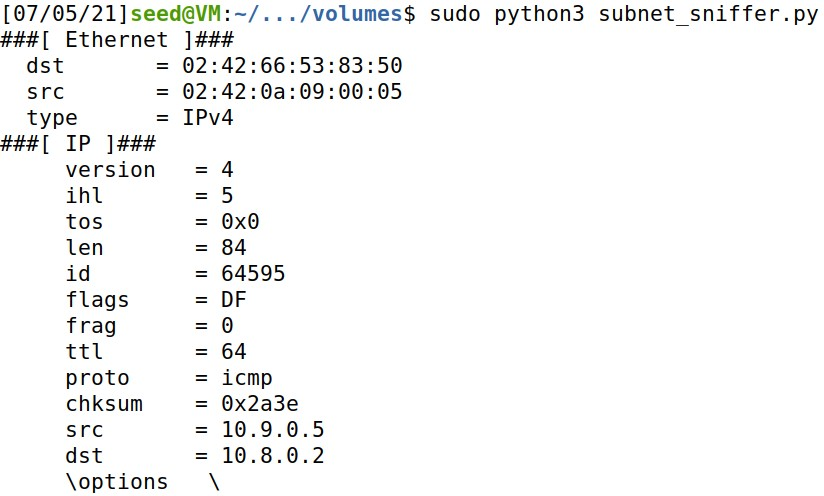 [07/05/21]seed@VM:~/.../volumes$ sudo python3 subnet_sniffer.py
###[ Ethernet ]###
  dst       = 02:42:66:53:83:50
  src       = 02:42:0a:09:00:05
  type      = IPv4
###[ IP ]###
     version   = 4
     ihl       = 5
     tos       = 0x0
     len       = 84
     id        = 64595
     flags     = DF
     frag      = 0
     ttl       = 64
     proto     = icmp
     chksum    = 0x2a3e
     src       = 10.9.0.5
     dst       = 10.8.0.2
     \options   \